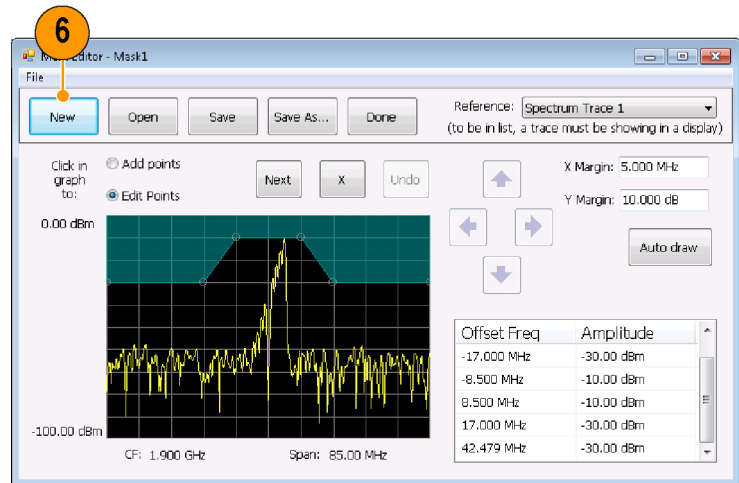 6
Mask Editor - Mask1
File
New
Open
Save
Save As...
Done
Reference: Spectrum Trace 1
(to be in list, a trace must be showing in a display)
Click in graph to:
Add points
Edit Points
Next
X
Undo
X Margin: 5.000 MHz
Y Margin: 10.000 dB
Auto draw
0.00 dBm
-100.00 dBm
CF: 1.900 GHz
Span: 85.00 MHz
Offset Freq Amplitude
-17.000 MHz -30.00 dBm
-8.500 MHz -10.00 dBm
8.500 MHz -10.00 dBm
17.000 MHz -30.00 dBm
42.479 MHz -30.00 dBm